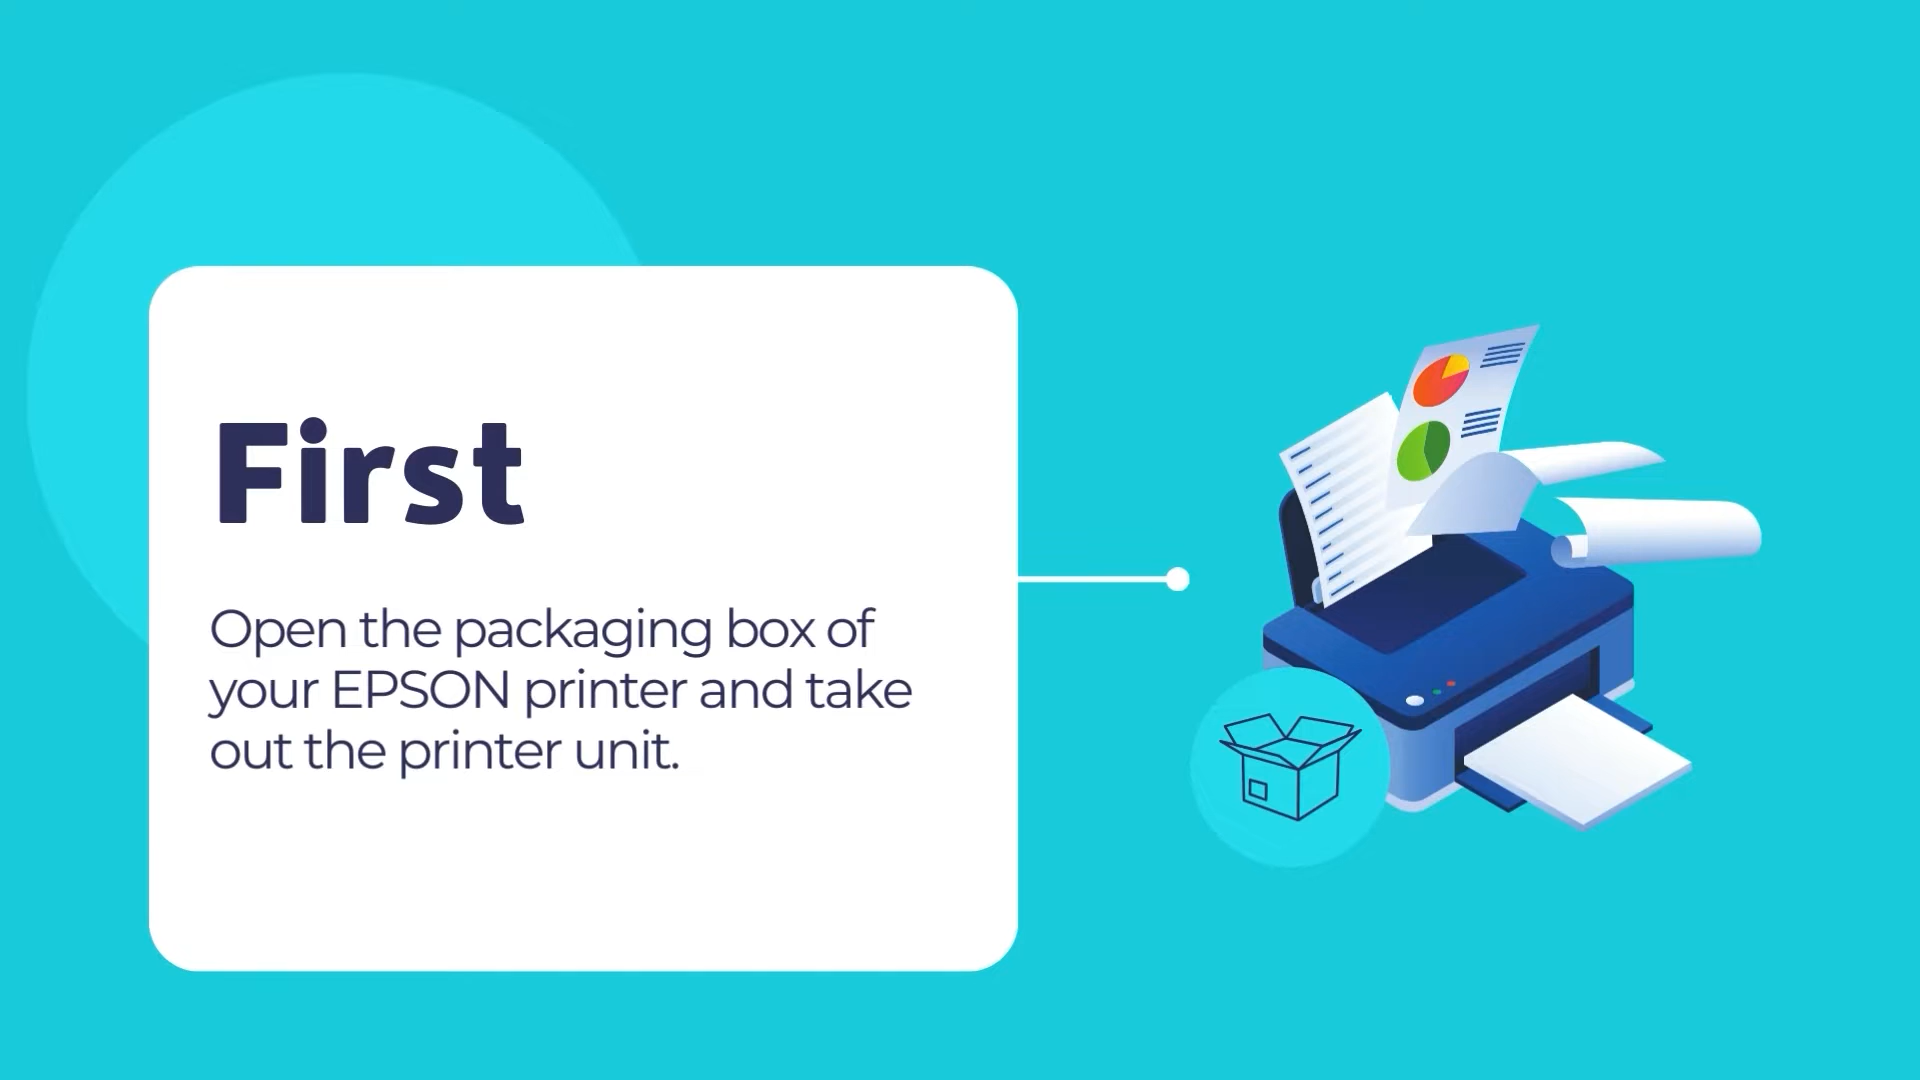 First
Open the packaging box of
your EPSON printer and take
out the printer unit.